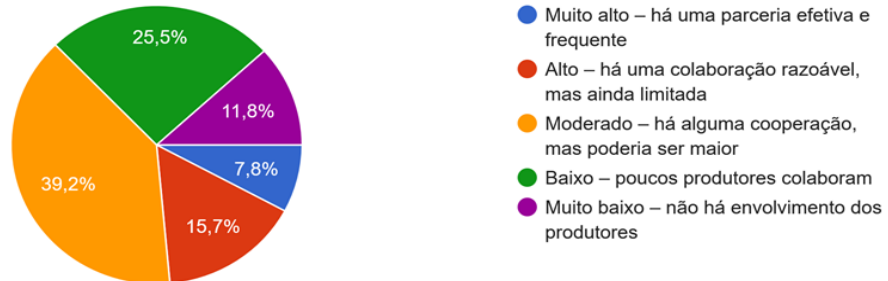 25,5%
11,8%
7,8%
15,7%
39,2%
Muito alto – há uma parceria efetiva e
frequente
Alto – há uma colaboração razoável,
mas ainda limitada
Moderado – há alguma cooperação,
mas poderia ser maior
Baixo – poucos produtores colaboram
Muito baixo – não há envolvimento dos
produtores